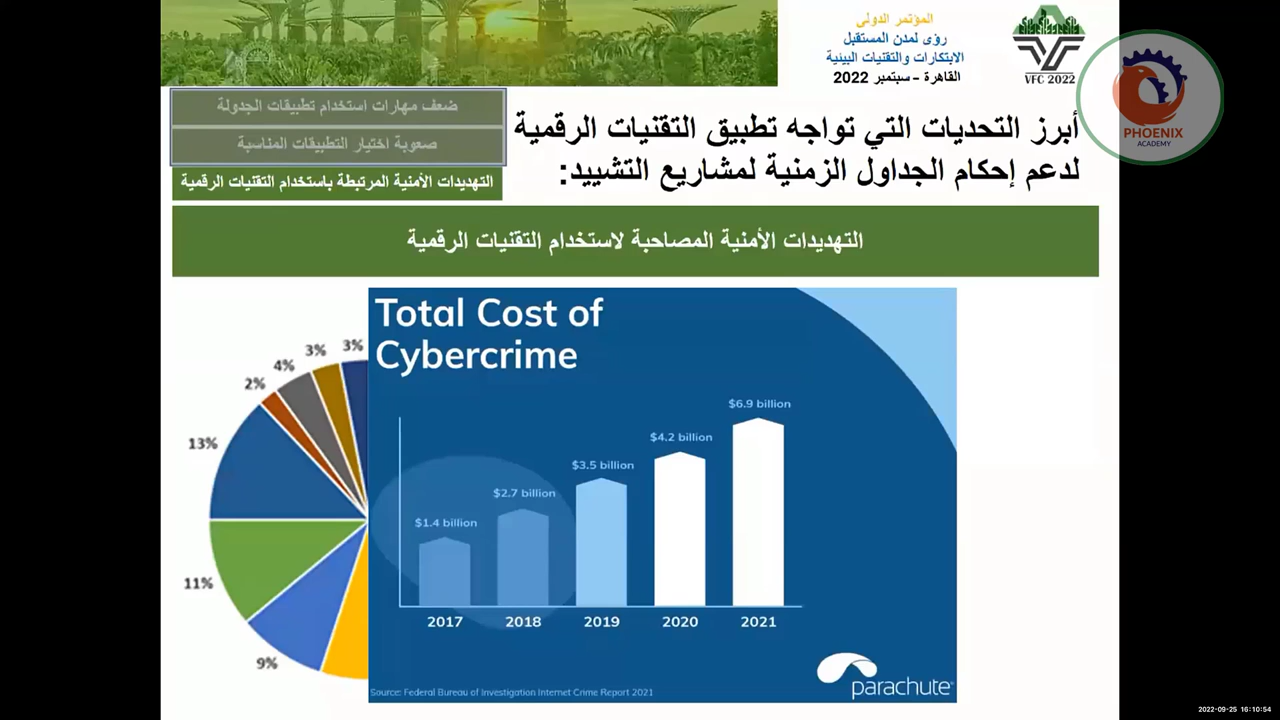 المؤتمر الدولى
رؤى لمدن المستقبل
الابتكارات والتقنيات البيئية
القاهرة – سبتمبر 2022
VFC 2022
PHOENIX
ACADEMY
ضعف مهارات استخدام تطبيقات الجدولة
صعوبة اختيار التطبيقات المناسبة
التهديدات الأمنية المرتبطة باستخدام التقنيات الرقمية
أبرز التحديات التي تواجه تطبيق التقنيات الرقمية
لدعم إحكام الجداول الزمنية لمشاريع التشييد:
التهديدات الأمنية المصاحبة لاستخدام التقنيات الرقمية
3%
3%
4%
2%
13%
11%
9%
Total Cost of
Cybercrime
$1.4 billion
$2.7 billion
$3.5 billion
$4.2 billion
$6.9 billion
2017 2018 2019 2020 2021
Source: Federal Bureau of Investigation Internet Crime Report 2021
parachute
2022-09-25 16:10:54